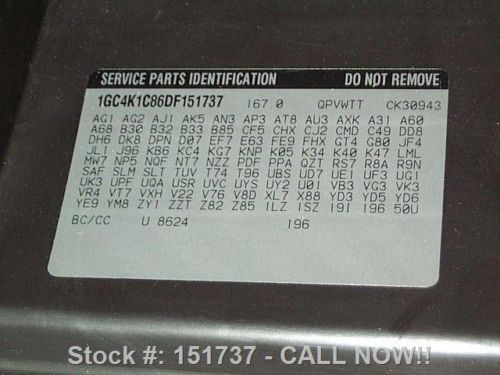 SERVICE PARTS IDENTIFICATION DO NOT REMOVE
1GC4K1C86DF151737 167.0 QPVWTT CK30943
AG1 AG2 AJ1 AK5 AN3 AP3 AT8 AU3 AXK A31 A60
A68 B30 B32 B33 B85 CF5 CHX CJ2 CMD C49 DD8
DH6 DK8 DPN D07 EF7 E63 FE9 FHX GT4 G80 JF4
JL1 J96 KB6 KC4 KG7 KNP K05 K34 K40 K47 LML
MW7 NP5 NQF NT7 NZZ PDF PPA QZT RS7 R8A R9N
SAF SLM SLT TUV T74 T96 UBS UD7 UE1 UF3 UG1
UK3 UPF UQA USR UVC UYS UY2 U01 VB3 VG3 VK3
VR4 VT7 VXH V22 V76 V8D XL7 X88 YD3 YD5 YD6
YE9 YM8 ZY1 ZZT Z82 Z85 1LZ 1SZ 19I 196 50U
BC/CC U 8624 196
Stock #: 151737 - CALL NOW!!